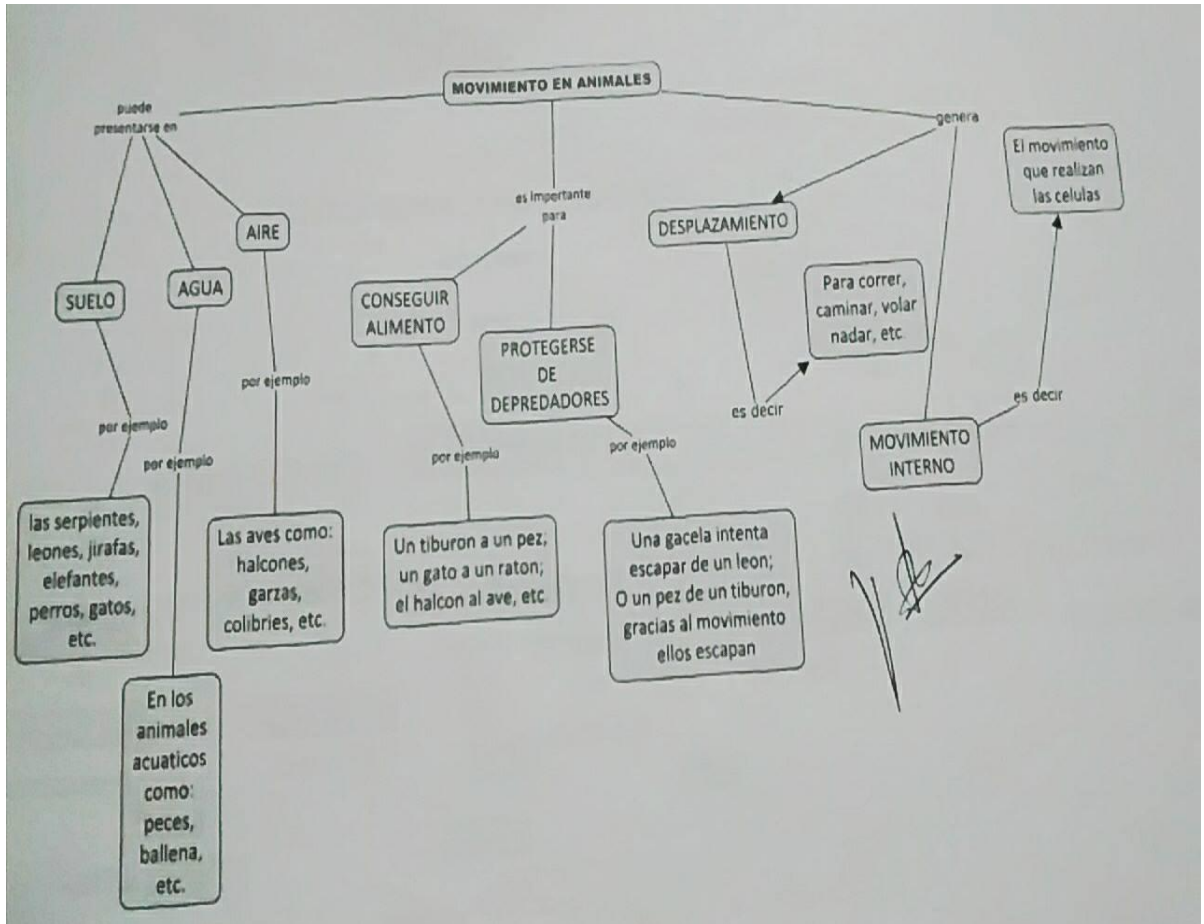 MOVIMIENTO EN ANIMALES
puede
presentarse en
SUELO
AGUA
AIRE
por ejemplo
por ejemplo
por ejemplo
las serpientes,
leones, jirafas,
elefantes,
perros, gatos,
etc.
En los
animales
acuaticos
como:
peces,
ballena,
etc.
Las aves como:
halcones,
garzas,
colibries, etc.
es importante
para
CONSEGUIR
ALIMENTO
por ejemplo
Un tiburon a un pez;
un gato a un raton;
el halcon al ave, etc
PROTEGERSE
DE
DEPREDADORES
por ejemplo
Una gacela intenta
escapar de un leon;
O un pez de un tiburon,
gracias al movimiento
ellos escapan
genera
DESPLAZAMIENTO
es decir
Para correr,
caminar, volar
nadar, etc
MOVIMIENTO
INTERNO
es decir
El movimiento
que realizan
las celulas